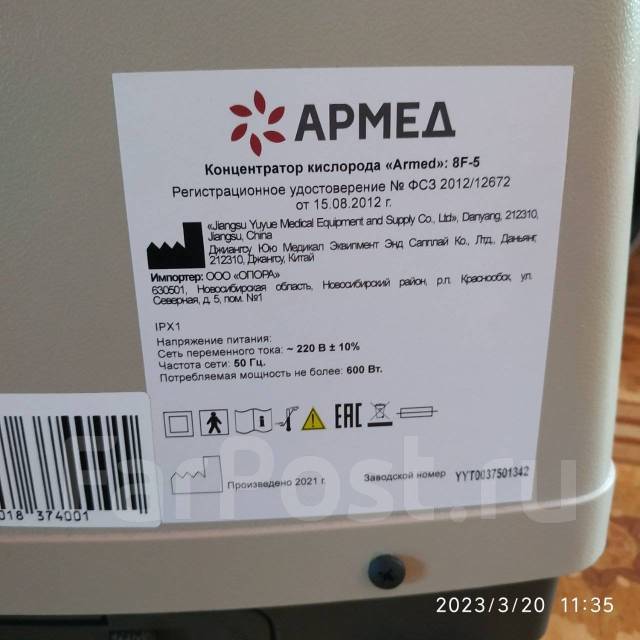 АРМЕД
Концентратор кислорода «Armed»: 8F-5
Регистрационное удостоверение № ФСЗ 2012/12672
от 15.08.2012 г.
«Jiangsu Yuyue Medical Equipment and Supply Co., Ltd», Danyang, 212310,
Jiangsu, China
Джиангсу Юю Медикал Эквипмент Энд Сапплай Ко., Лтд., Даньянг,
212310, Джангсу, Китай
Импортер: ООО «ОПОРА»
630501, Новосибирская область, Новосибирский район, р.п. Краснообск, ул.
Северная, д. 5, пом. №1
IPX1
Напряжение питания:
Сеть переменного тока: ~ 220 В ± 10%
Частота сети: 50 Гц.
Потребляемая мощность не более: 600 Вт.
EAC
Произведено 2021 г.
Заводской номер YYT0037501342
018 374001
FarPost.ru
2023/3/20 11:35